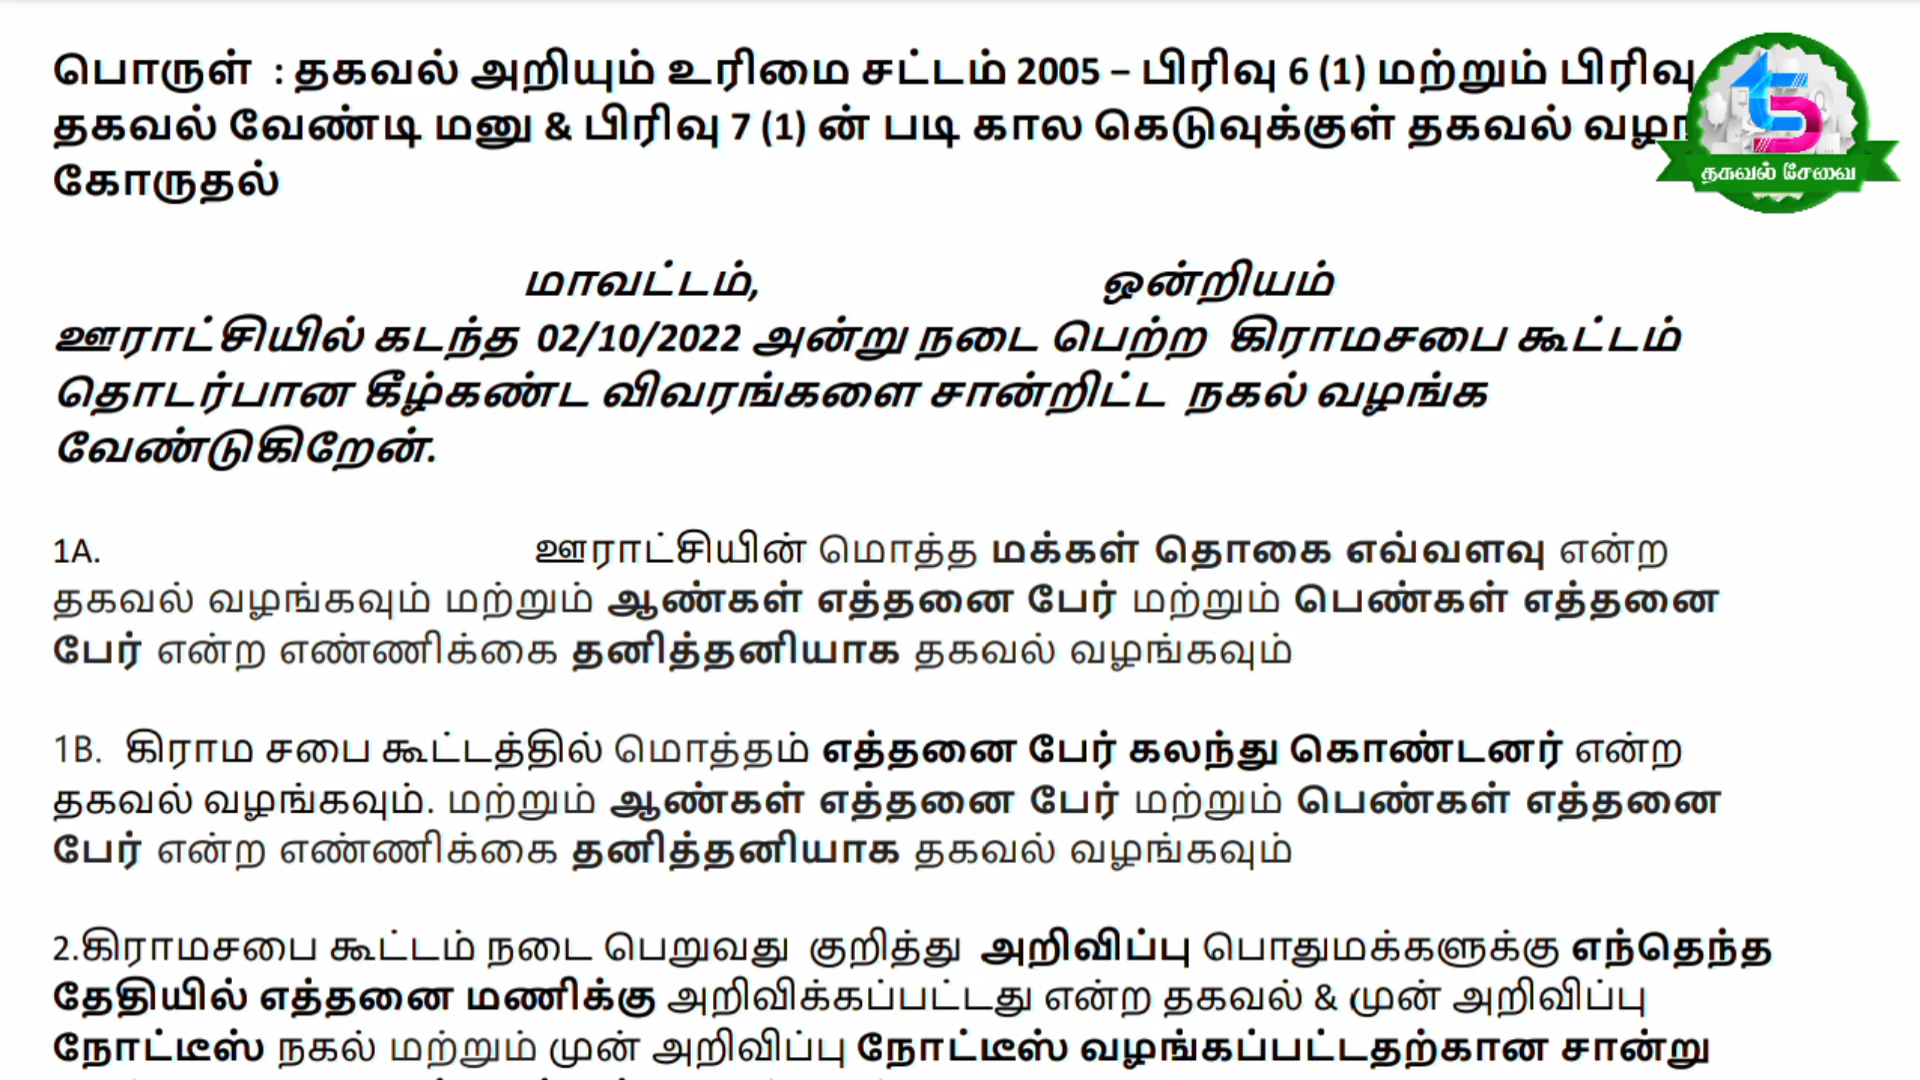 பொருள் : தகவல் அறியும் உரிமை சட்டம் 2005 – பிரிவு 6 (1) மற்றும் பிரிவு
தகவல் வேண்டி மனு & பிரிவு 7 (1) ன் படி கால கெடுவுக்குள் தகவல்
கோருதல்
தகவல் சேவை
மாவட்டம், ஒன்றியம்
ஊராட்சியில் கடந்த 02/10/2022 அன்று நடை பெற்ற கிராமசபை கூட்டம்
தொடர்பான கீழ்கண்ட விவரங்களை சான்றிட்ட நகல் வழங்க
வேண்டுகிறேன்.
1A. ஊராட்சியின் மொத்த மக்கள் தொகை எவ்வளவு என்ற
தகவல் வழங்கவும் மற்றும் ஆண்கள் எத்தனை பேர் மற்றும் பெண்கள் எத்தனை
பேர் என்ற எண்ணிக்கை தனித்தனியாக தகவல் வழங்கவும்
1B. கிராம சபை கூட்டத்தில் மொத்தம் எத்தனை பேர் கலந்து கொண்டனர் என்ற
தகவல் வழங்கவும். மற்றும் ஆண்கள் எத்தனை பேர் மற்றும் பெண்கள் எத்தனை
பேர் என்ற எண்ணிக்கை தனித்தனியாக தகவல் வழங்கவும்
2.கிராமசபை கூட்டம் நடை பெறுவது குறித்து அறிவிப்பு பொதுமக்களுக்கு எந்தெந்த
தேதியில் எத்தனை மணிக்கு அறிவிக்கப்பட்டது என்ற தகவல் & முன் அறிவிப்பு
நோட்டீஸ் நகல் மற்றும் முன் அறிவிப்பு நோட்டீஸ் வழங்கப்பட்டதற்கான சான்று